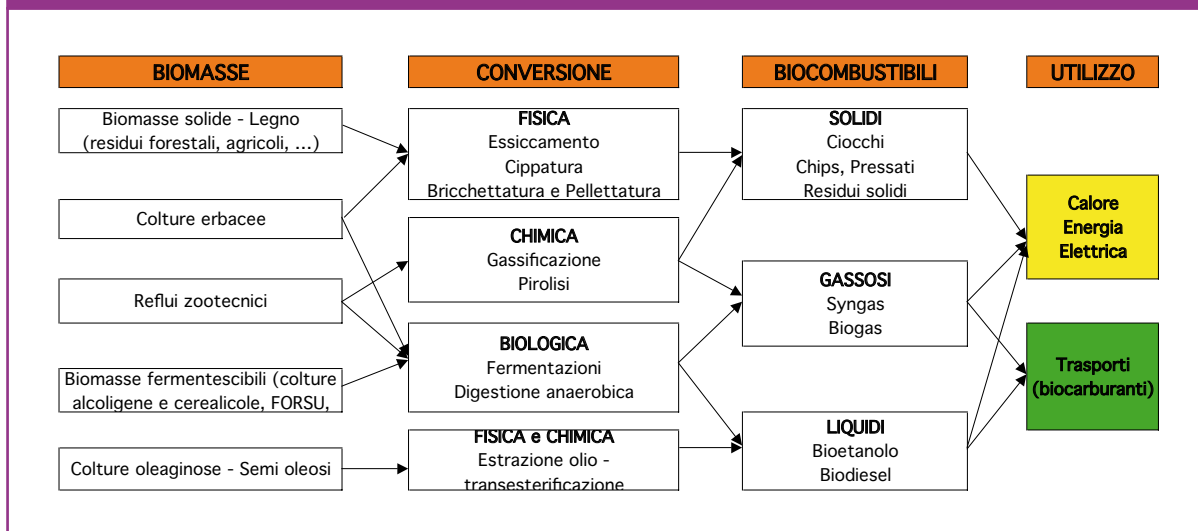 BIOMASSE
CONVERSIONE
BIOCOMBUSTIBILI
UTILIZZO
Biomasse solide - Legno
(residui forestali, agricoli, ...)
Colture erbacee
Reflui zootecnici
Biomasse fermentescibili (colture
alcoligene e cerealicole, FORSU,
Colture oleaginose - Semi oleosi
FISICA
Essiccamento
Cippatura
Bricchettatura e Pellettatura
CHIMICA
Gassificazione
Pirolisi
BIOLOGICA
Fermentazioni
Digestione anaerobica
FISICA e CHIMICA
Estrazione olio -
transesterificazione
SOLIDI
Ciocchi
Chips, Pressati
Residui solidi
GASSOSI
Syngas
Biogas
LIQUIDI
Bioetanolo
Biodiesel
Calore
Energia
Elettrica
Trasporti
(biocarburanti)